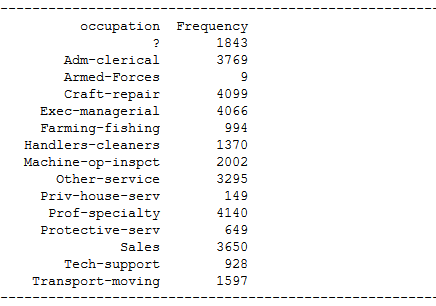 occupation Frequency
? 1843
Adm-clerical 3769
Armed-Forces 9
Craft-repair 4099
Exec-managerial 4066
Farming-fishing 994
Handlers-cleaners 1370
Machine-op-inspct 2002
Other-service 3295
Priv-house-serv 149
Prof-specialty 4140
Protective-serv 649
Sales 3650
Tech-support 928
Transport-moving 1597